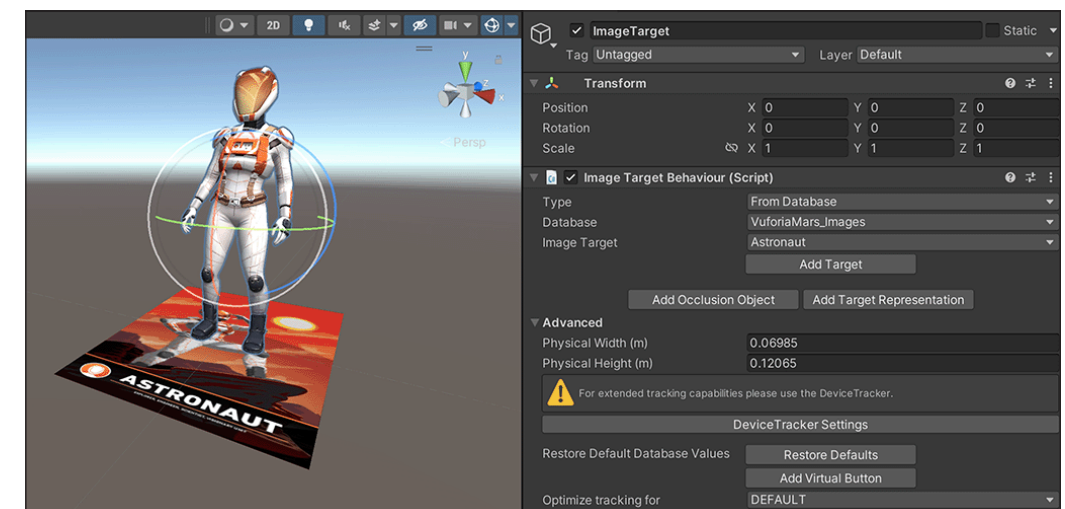 2D
y
z
x
Persp
ASTRONAUT
ImageTarget
Static
Tag Untagged Layer Default
Transform
Position X 0 Y 0 Z 0
Rotation X 0 Y 0 Z 0
Scale X 1 Y 1 Z 1
Image Target Behaviour (Script)
Type From Database
Database VuforiaMars_Images
Image Target Astronaut
Add Target
Add Occlusion Object Add Target Representation
Advanced
Physical Width (m) 0.06985
Physical Height (m) 0.12065
For extended tracking capabilities please use the DeviceTracker.
DeviceTracker Settings
Restore Default Database Values Restore Defaults
Add Virtual Button
Optimize tracking for DEFAULT